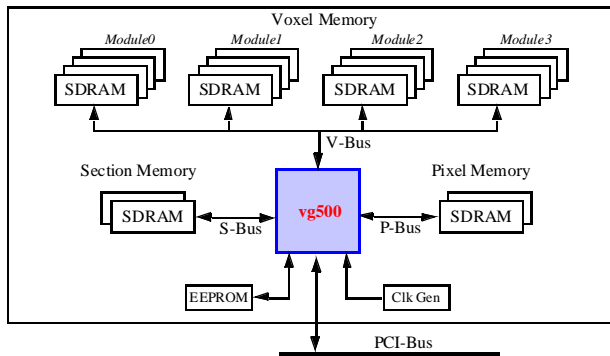 Voxel Memory
Module0 Module1 Module2 Module3
SDRAM SDRAM SDRAM SDRAM
V-Bus
Section Memory Pixel Memory
SDRAM vg500 SDRAM
S-Bus P-Bus
EEPROM Clk Gen
PCI-Bus